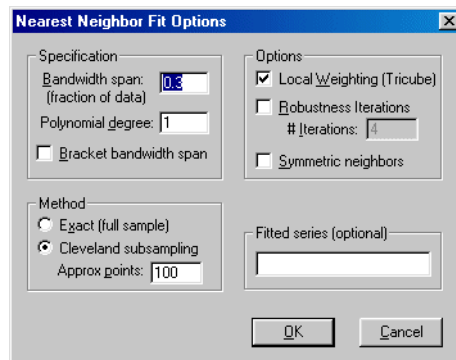 Nearest Neighbor Fit Options
Specification
Bandwidth span: 0.3
(fraction of data)
Polynomial degree: 1
Bracket bandwidth span
Method
Exact (full sample)
Cleveland subsampling
Approx points: 100
Options
Local Weighting (Tricube)
Robustness Iterations
# Iterations: 4
Symmetric neighbors
Fitted series (optional)
OK
Cancel